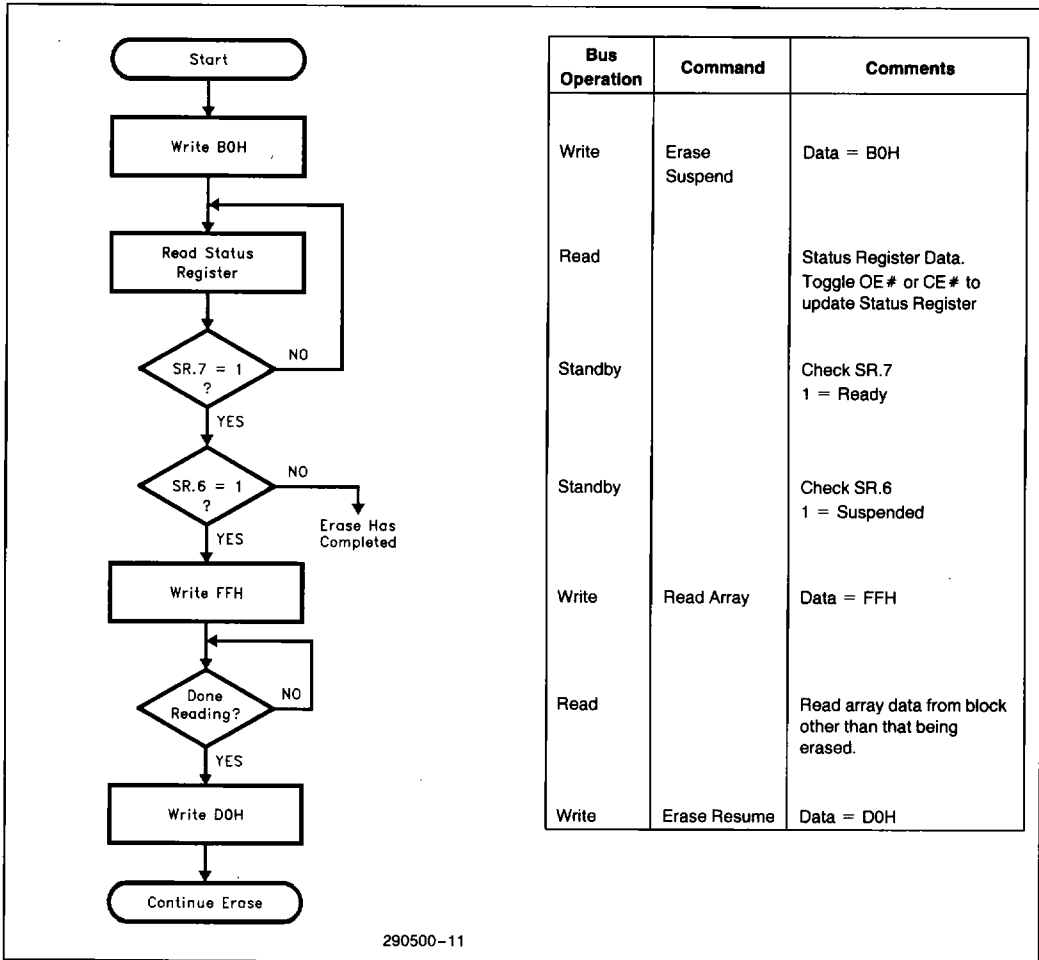 Start
Write B0H
Read Status
Register
SR.7 = 1
?
NO
YES
SR.6 = 1
?
NO
Erase Has
Completed
YES
Write FFH
Done
Reading?
NO
YES
Write D0H
Continue Erase
Bus
Operation
Command
Comments
Write
Erase
Suspend
Data = B0H
Read
Status Register Data.
Toggle OE# or CE# to
update Status Register
Standby
Check SR.7
1 = Ready
Standby
Check SR.6
1 = Suspended
Write
Read Array
Data = FFH
Read
Read array data from block
other than that being
erased.
Write
Erase Resume
Data = D0H
290500-11